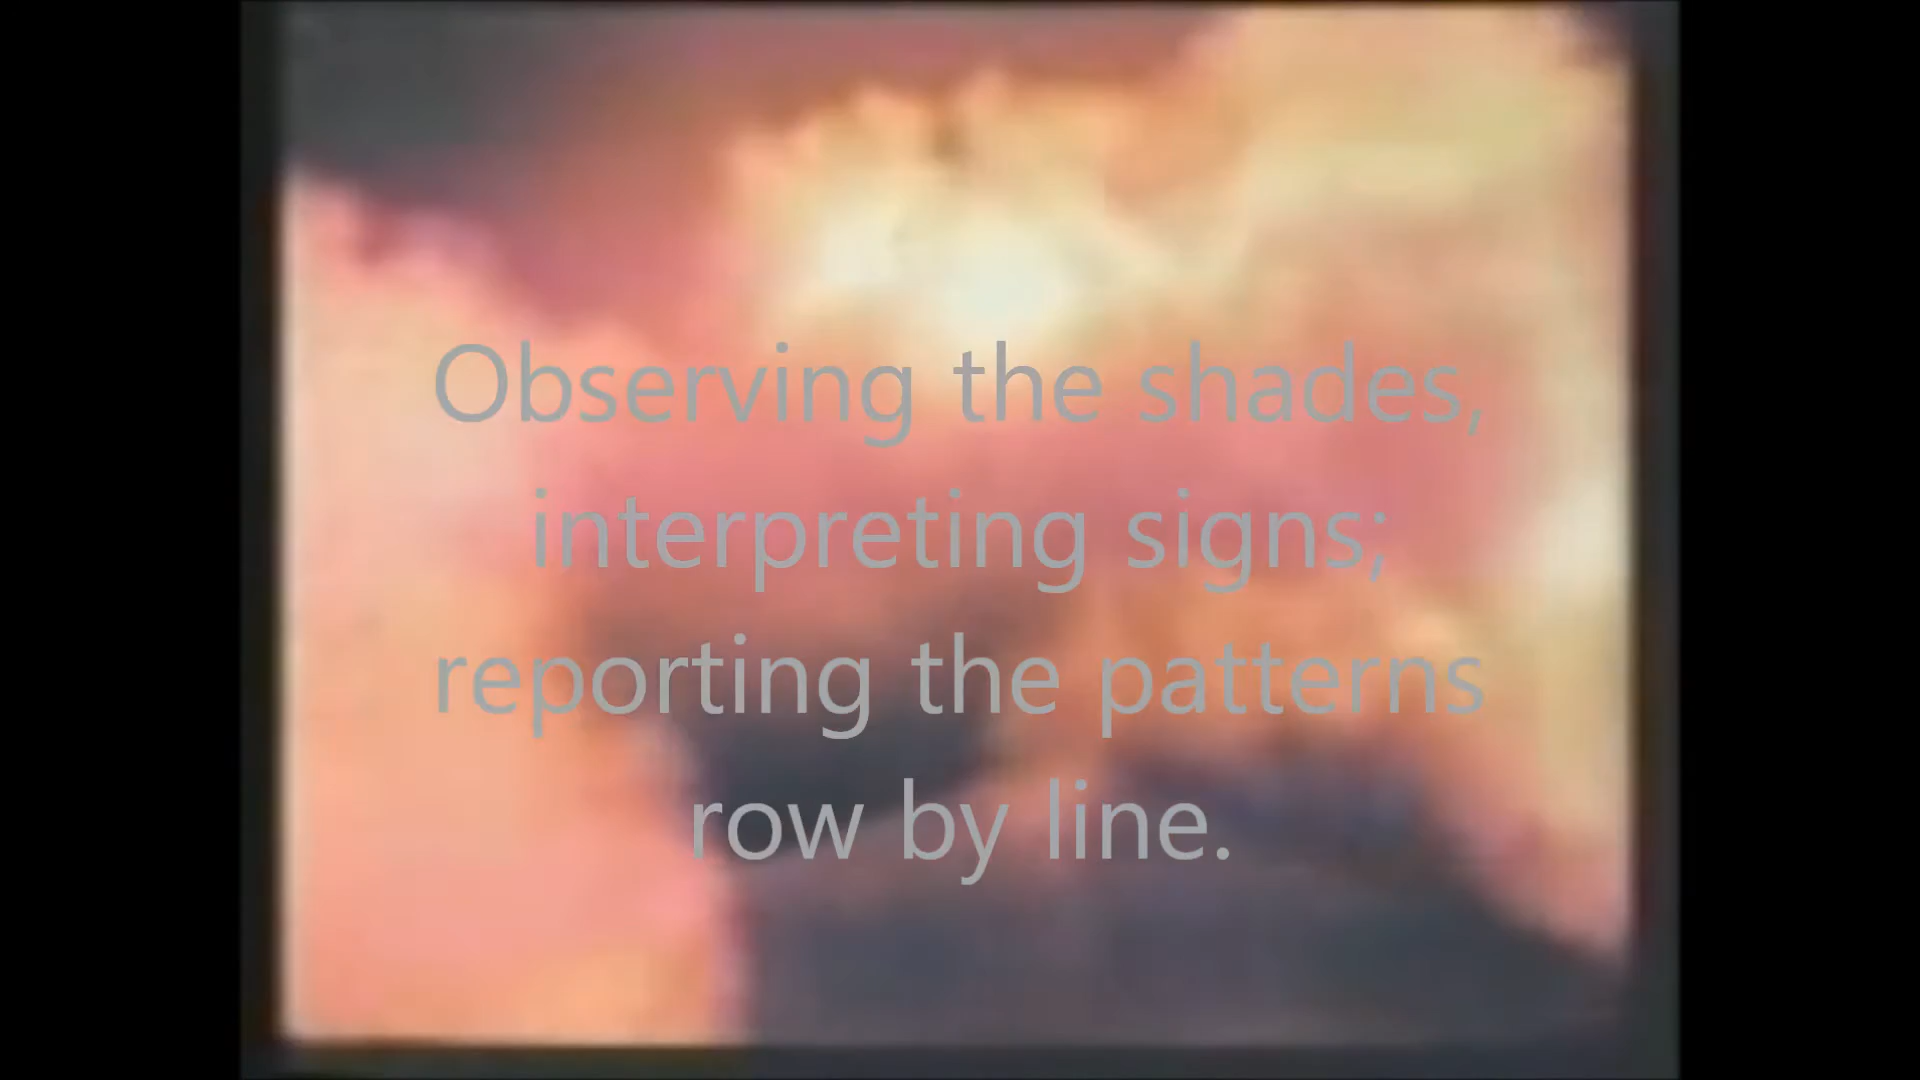 Observing the shades,
interpreting signs;
reporting the patterns
row by line.